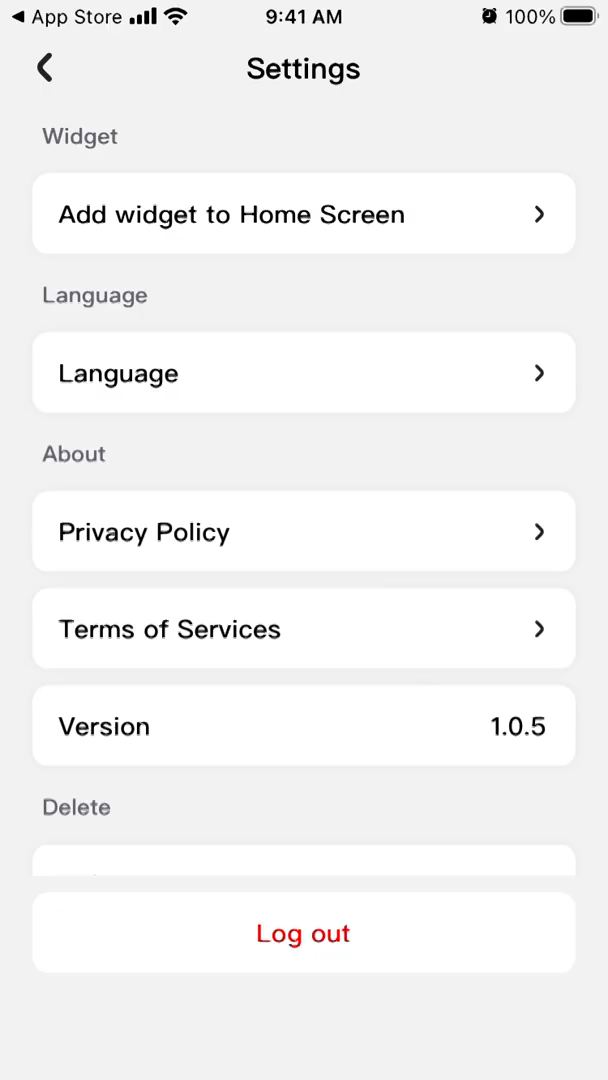 App Store 9:41 AM 100%
Settings
Widget
Add widget to Home Screen
Language
Language
About
Privacy Policy
Terms of Services
Version 1.0.5
Delete
Log out